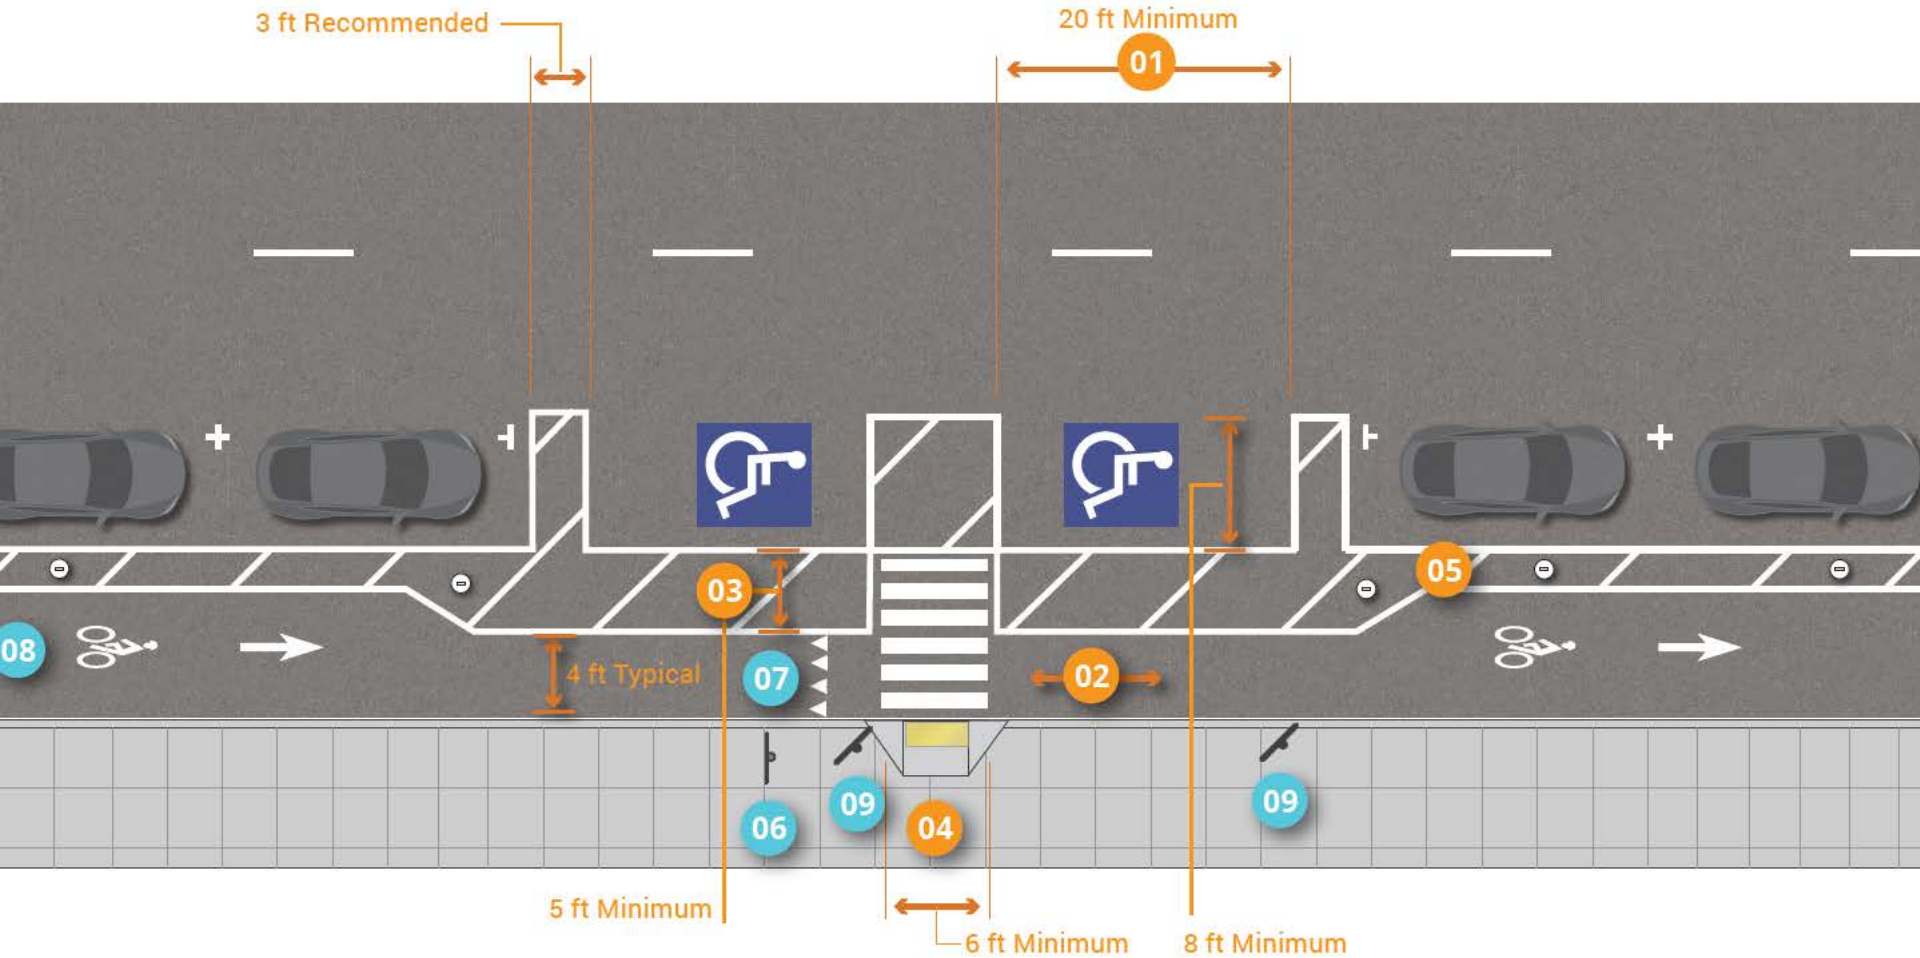 20 ft Minimum
3 ft Recommended
01
05
03
08
4 ft Typical
07
02
09
09
06
04
5 ft Minimum
6 ft Minimum
8 ft Minimum